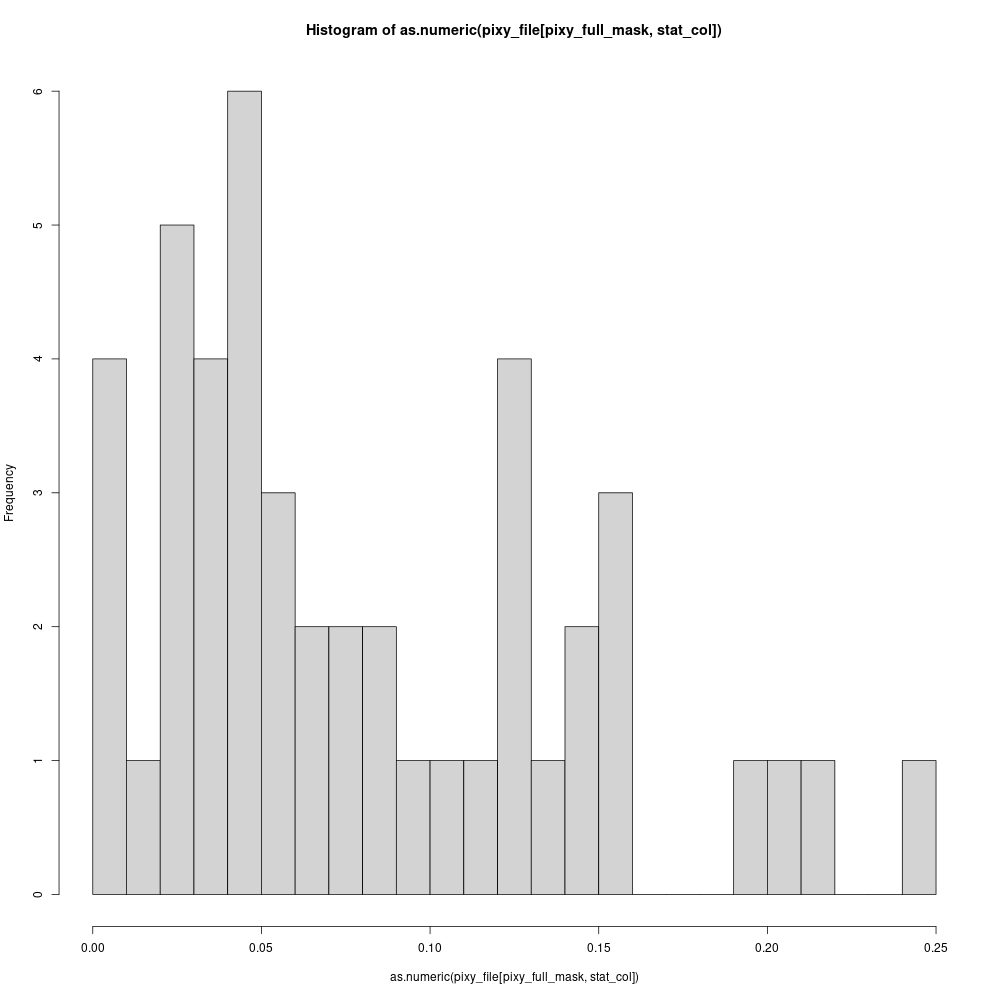 Histogram of as.numeric(pixy_file[pixy_full_mask, stat_col])
6
5
4
3
2
1
0
Frequency
0.00 0.05 0.10 0.15 0.20 0.25
as.numeric(pixy_file[pixy_full_mask, stat_col])